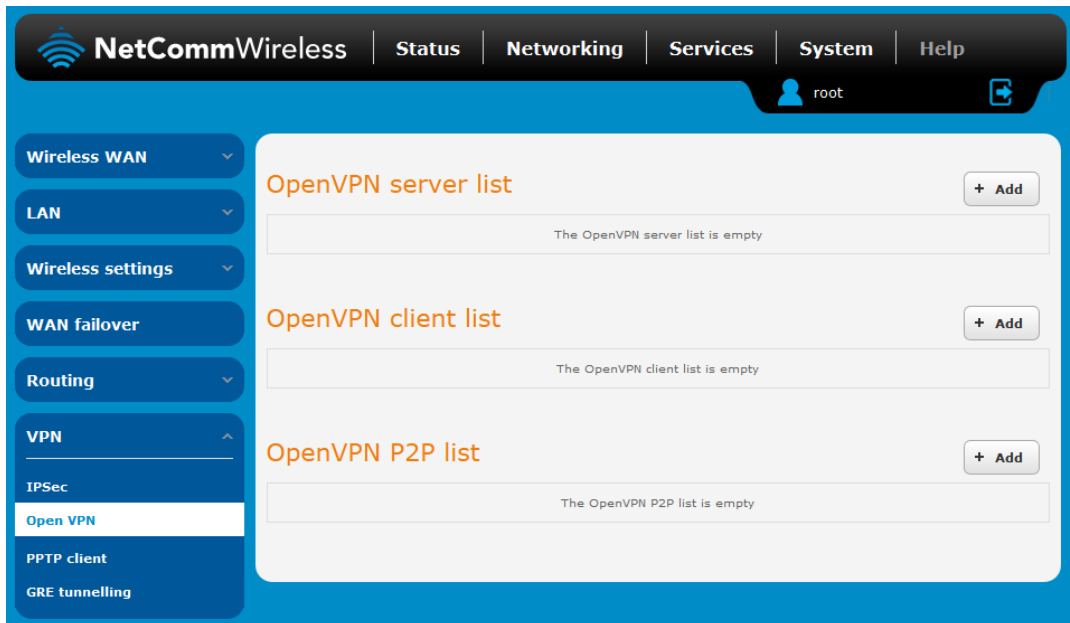 NetCommWireless Status Networking Services System Help
root
Wireless WAN
LAN
Wireless settings
WAN failover
Routing
VPN
IPSec
Open VPN
PPTP client
GRE tunnelling
OpenVPN server list
+ Add
The OpenVPN server list is empty
OpenVPN client list
+ Add
The OpenVPN client list is empty
OpenVPN P2P list
+ Add
The OpenVPN P2P list is empty